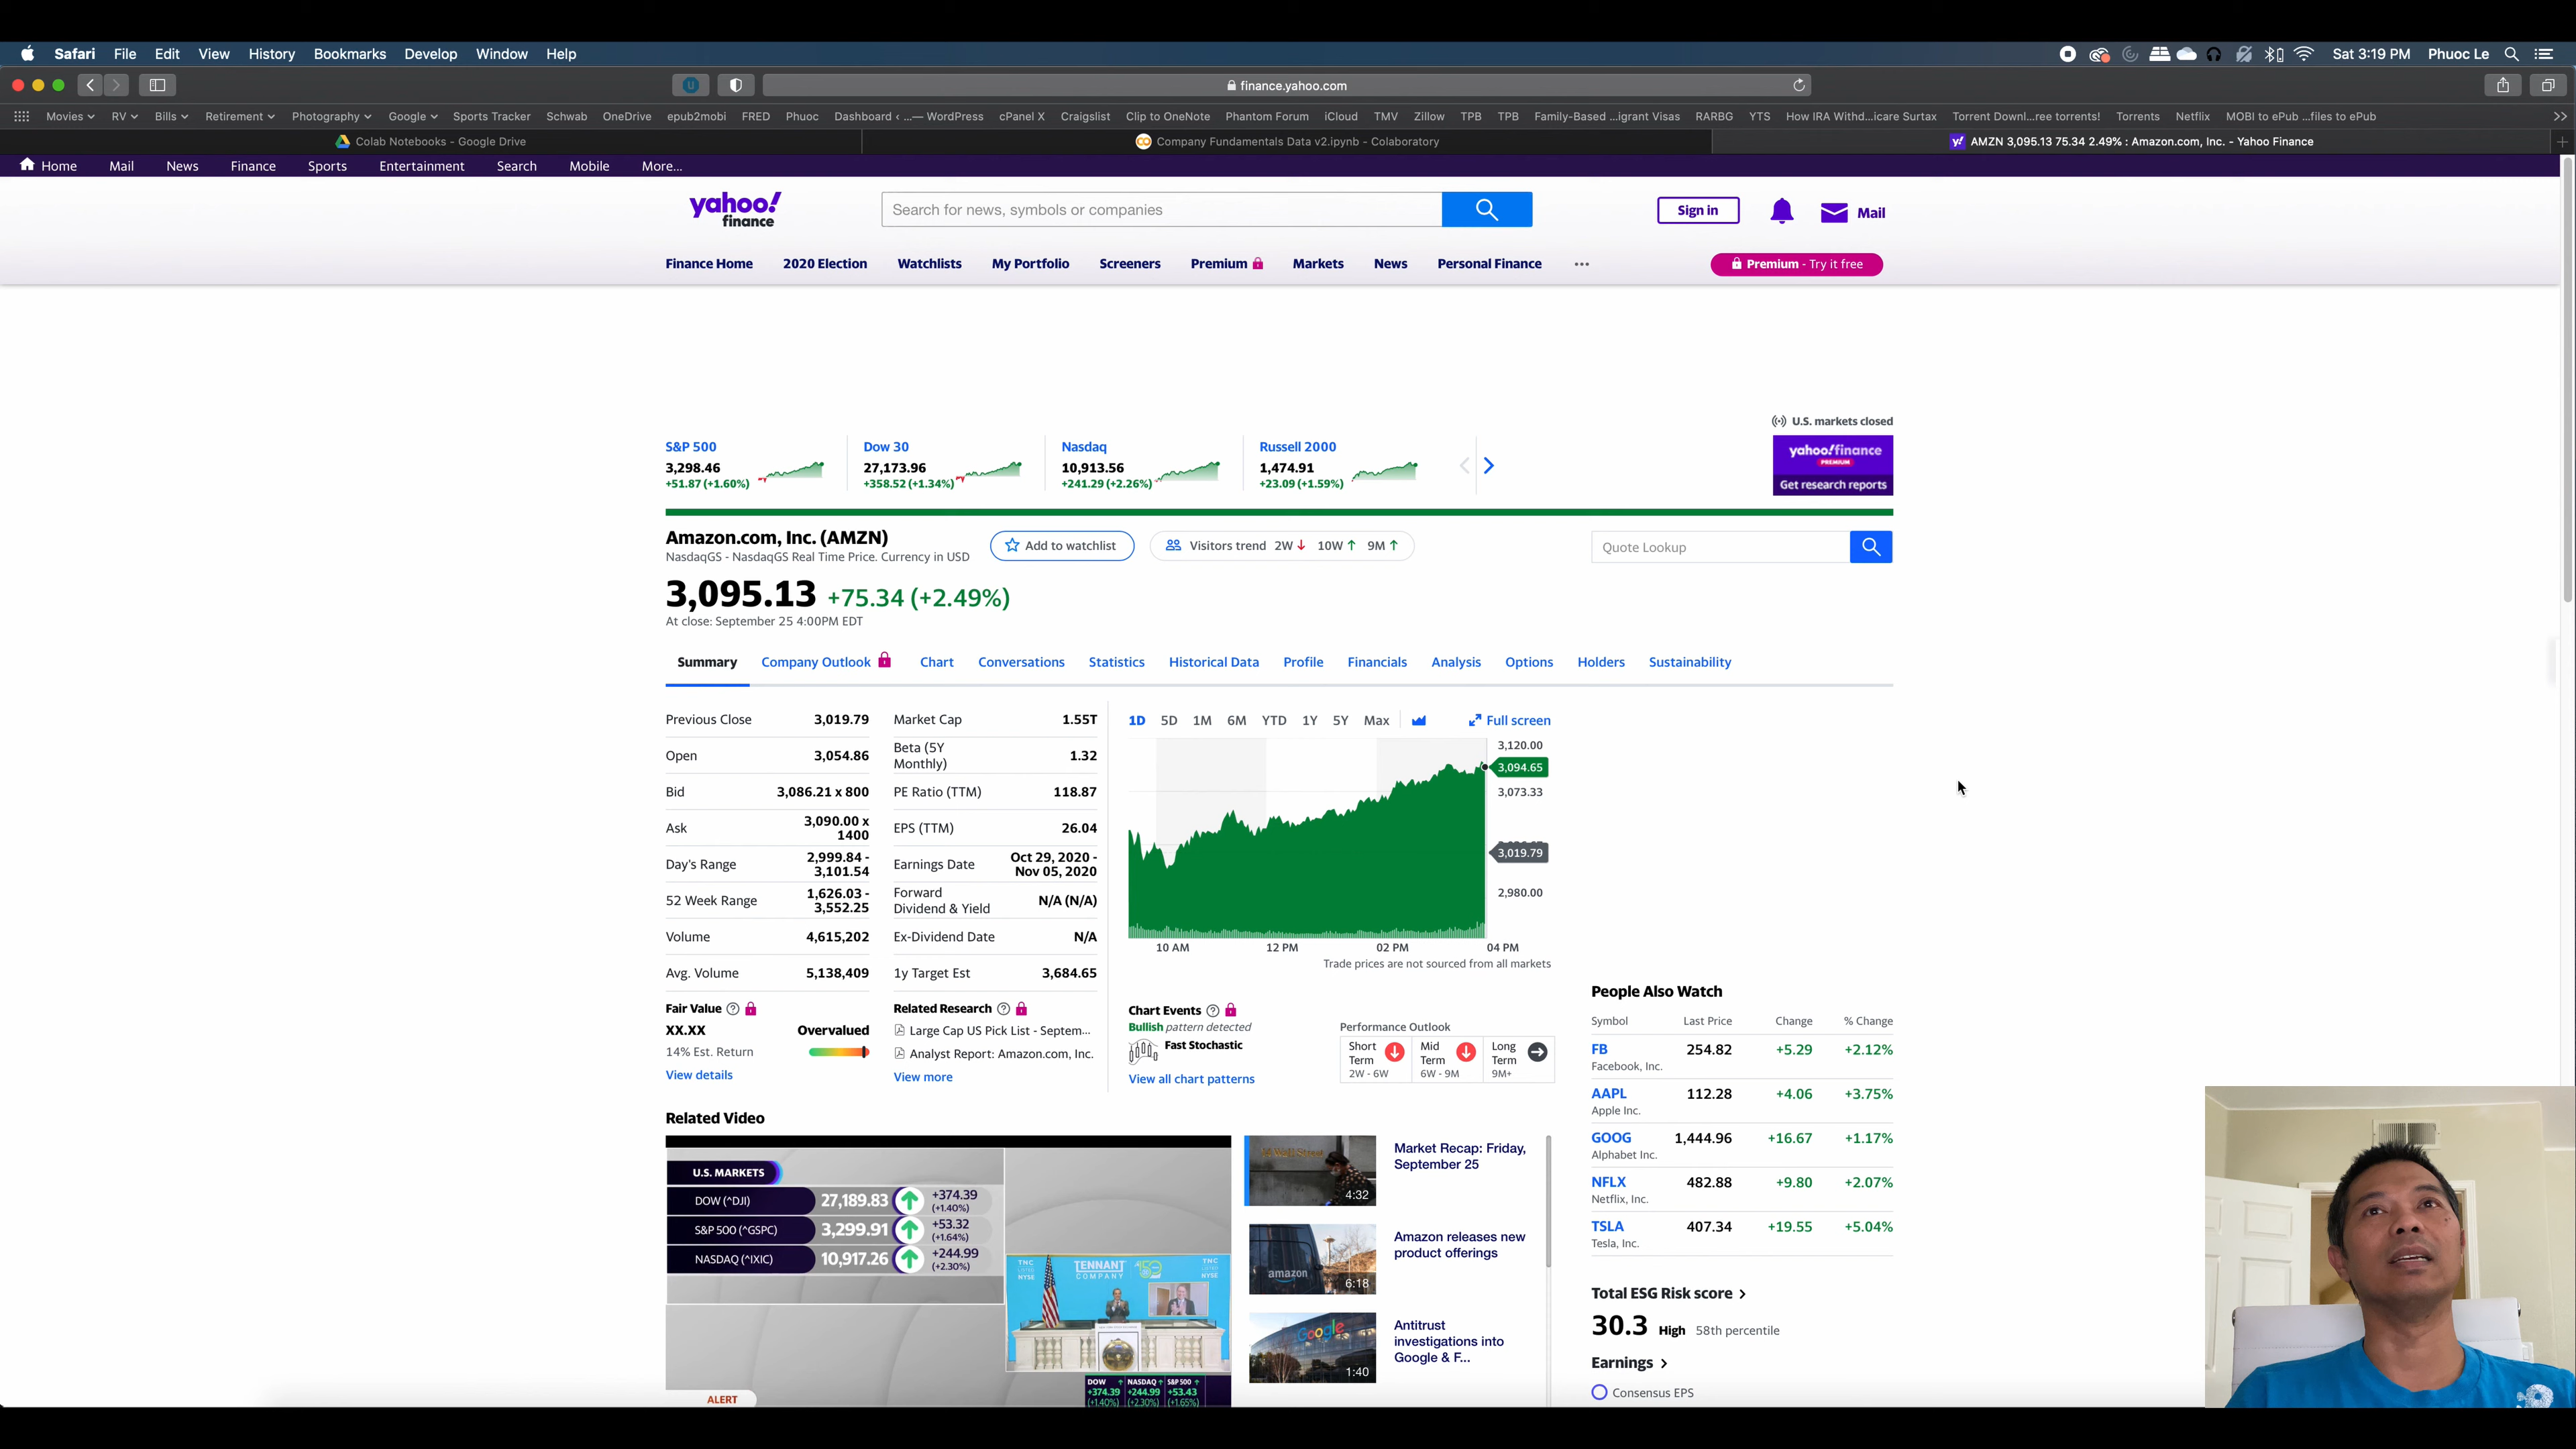 Safari File Edit View History Bookmarks Develop Window Help
Sat 3:19 PM Phuoc Le
finance.yahoo.com
Movies RV Bills Retirement Photography Google Sports Tracker Schwab OneDrive epub2mobi FRED Phuoc Dashboard < ...— WordPress cPanel X Craigslist Clip to OneNote Phantom Forum iCloud TMV Zillow TPB TPB Family-Based ...igrant Visas RARBG YTS How IRA Withd...icare Surtax Torrent Downl...ree torrents! Torrents Netflix MOBI to ePub ...files to ePub
Colab Notebooks - Google Drive
Company Fundamentals Data v2.ipynb - Colaboratory
AMZN 3,095.13 75.34 2.49% : Amazon.com, Inc. - Yahoo Finance
Home Mail News Finance Sports Entertainment Search Mobile More...
yahoo!
finance
Search for news, symbols or companies
Sign in
Mail
Finance Home 2020 Election Watchlists My Portfolio Screeners Premium Markets News Personal Finance ...
Premium - Try it free
U.S. markets closed
S&P 500
3,298.46
+51.87 (+1.60%)
Dow 30
27,173.96
+358.52 (+1.34%)
Nasdaq
10,913.56
+241.29 (+2.26%)
Russell 2000
1,474.91
+23.09 (+1.59%)
yahoo!finance
PREMIUM
Get research reports
Amazon.com, Inc. (AMZN)
NasdaqGS - NasdaqGS Real Time Price. Currency in USD
Add to watchlist
Visitors trend 2W 10W 9M
Quote Lookup
3,095.13 +75.34 (+2.49%)
At close: September 25 4:00PM EDT
Summary Company Outlook Chart Conversations Statistics Historical Data Profile Financials Analysis Options Holders Sustainability
Previous Close 3,019.79
Open 3,054.86
Bid 3,086.21 x 800
Ask 3,090.00 x
1400
Day's Range 2,999.84 -
3,101.54
52 Week Range 1,626.03 -
3,552.25
Volume 4,615,202
Avg. Volume 5,138,409
Market Cap 1.55T
Beta (5Y
Monthly) 1.32
PE Ratio (TTM) 118.87
EPS (TTM) 26.04
Earnings Date Oct 29, 2020 -
Nov 05, 2020
Forward
Dividend & Yield N/A (N/A)
Ex-Dividend Date N/A
1y Target Est 3,684.65
1D 5D 1M 6M YTD 1Y 5Y Max
Full screen
3,120.00
3,094.65
3,073.33
3,019.79
2,980.00
10 AM 12 PM 02 PM 04 PM
Trade prices are not sourced from all markets
Fair Value
XX.XX Overvalued
14% Est. Return
View details
Related Research
Large Cap US Pick List - Septem...
Analyst Report: Amazon.com, Inc.
View more
Chart Events
Bullish pattern detected
Fast Stochastic
View all chart patterns
Performance Outlook
Short
Term
2W - 6W
Mid
Term
6W - 9M
Long
Term
9M+
People Also Watch
Symbol Last Price Change % Change
FB 254.82 +5.29 +2.12%
Facebook, Inc.
AAPL 112.28 +4.06 +3.75%
Apple Inc.
GOOG 1,444.96 +16.67 +1.17%
Alphabet Inc.
NFLX 482.88 +9.80 +2.07%
Netflix, Inc.
TSLA 407.34 +19.55 +5.04%
Tesla, Inc.
Total ESG Risk score
30.3 High 58th percentile
Earnings
Consensus EPS
Related Video
U.S. MARKETS
DOW (^DJI) 27,189.83 +374.39
(+1.40%)
S&P 500 (^GSPC) 3,299.91 +53.32
(+1.64%)
NASDAQ (^IXIC) 10,917.26 +244.99
(+2.30%)
TNC
NYSE
TENNANT
COMPANY
TNC
NYSE
DOW NASDAQ S&P 500
+374.39 +244.99 +53.43
(+1.40%) (+2.30%) (+1.65%)
ALERT
4:32
Market Recap: Friday,
September 25
amazon
6:18
Amazon releases new
product offerings
Google
1:40
Antitrust
investigations into
Google & F...